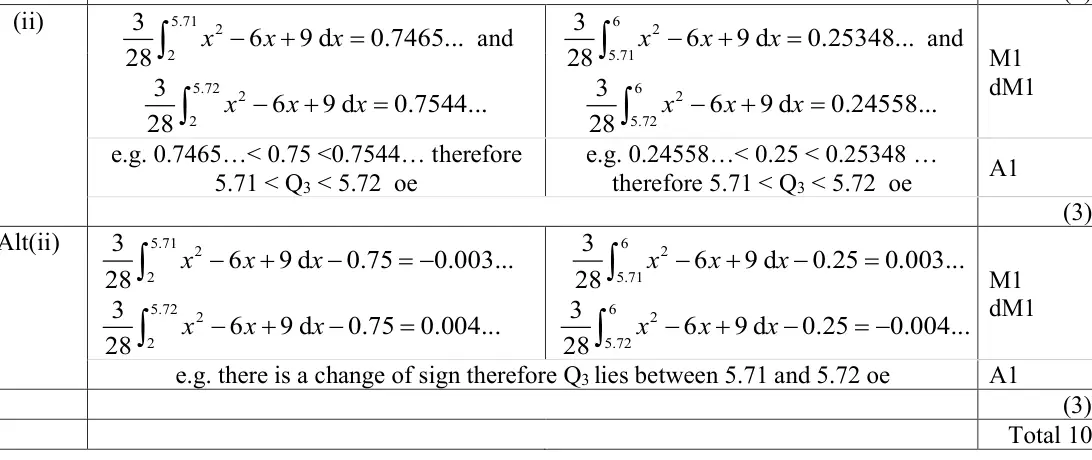 (ii)
3/28 ∫₂^5.71 x² − 6x + 9 dx = 0.7465... and
3/28 ∫₂^5.72 x² − 6x + 9 dx = 0.7544...
3/28 ∫_5.71^6 x² − 6x + 9 dx = 0.25348... and
3/28 ∫_5.72^6 x² − 6x + 9 dx = 0.24558...
M1
dM1
e.g. 0.7465…< 0.75 <0.7544… therefore
5.71 < Q₃ < 5.72 oe
e.g. 0.24558…< 0.25 < 0.25348 …
therefore 5.71 < Q₃ < 5.72 oe
A1
(3)
Alt(ii)
3/28 ∫₂^5.71 x² − 6x + 9 dx − 0.75 = −0.003...
3/28 ∫₂^5.72 x² − 6x + 9 dx − 0.75 = 0.004...
3/28 ∫_5.71^6 x² − 6x + 9 dx − 0.25 = 0.003...
3/28 ∫_5.72^6 x² − 6x + 9 dx − 0.25 = −0.004...
M1
dM1
e.g. there is a change of sign therefore Q₃ lies between 5.71 and 5.72 oe
A1
(3)
Total 10